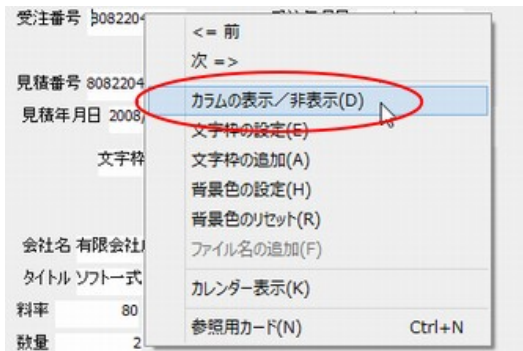 受注番号 8082204
<= 前
次 =>
見積番号 8082204
カラムの表示／非表示(D)
見積年月日 2008/
文字枠の設定(E)
文字枠
文字枠の追加(A)
背景色の設定(H)
背景色のリセット(R)
会社名 有限会社
ファイル名の追加(F)
タイトル ソフト一式
カレンダー表示(K)
料率 80
参照用カード(N) Ctrl+N
数量 2